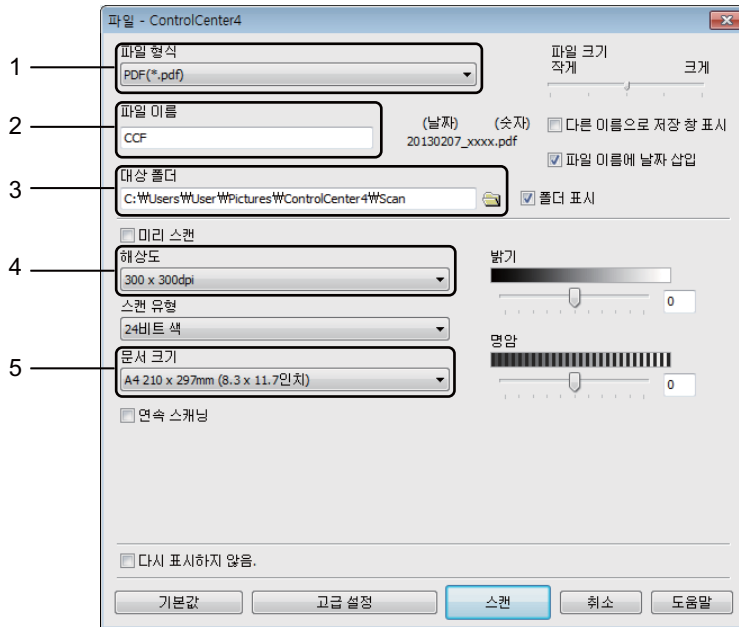 파일 - ControlCenter4
1
파일 형식
PDF(*.pdf)
파일 크기
작게 크게
2
파일 이름
CCF
(날짜) (숫자)
20130207_xxxx.pdf
다른 이름으로 저장 창 표시
파일 이름에 날짜 삽입
3
대상 폴더
C:₩Users₩User₩Pictures₩ControlCenter4₩Scan
폴더 표시
미리 스캔
4
해상도
300 x 300dpi
밝기
0
스캔 유형
24비트 색
명암
0
5
문서 크기
A4 210 x 297mm (8.3 x 11.7인치)
연속 스캐닝
다시 표시하지 않음.
기본값 고급 설정 스캔 취소 도움말